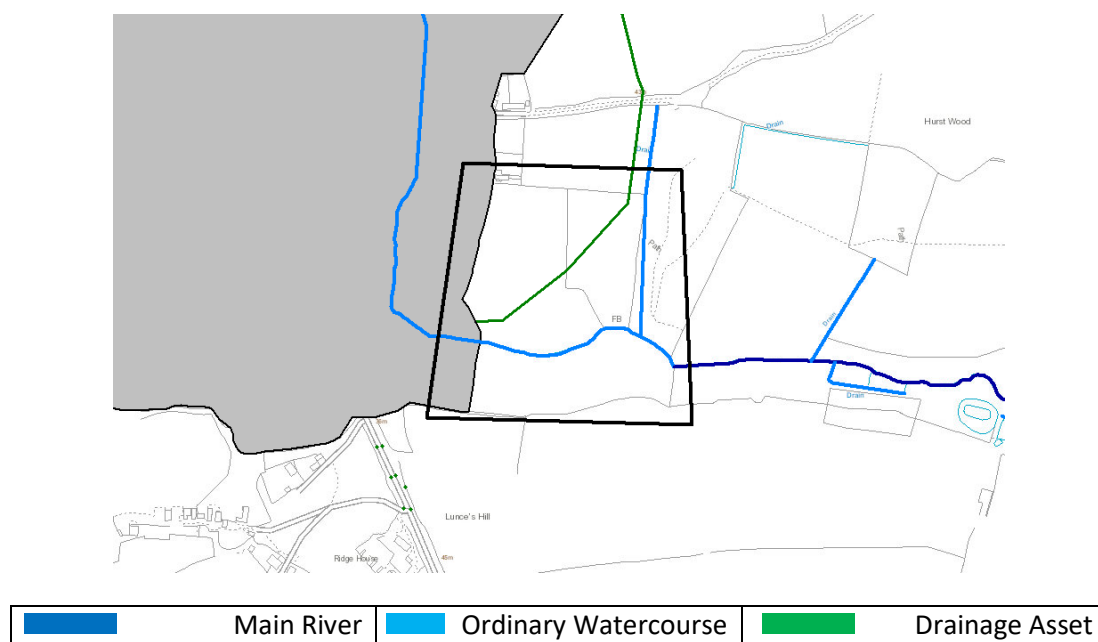 Drain
Hurst Wood
Drain
Path
Path
FB
Drain
Drain
Lunce's Hill
Ridge House
45m
Main River
Ordinary Watercourse
Drainage Asset